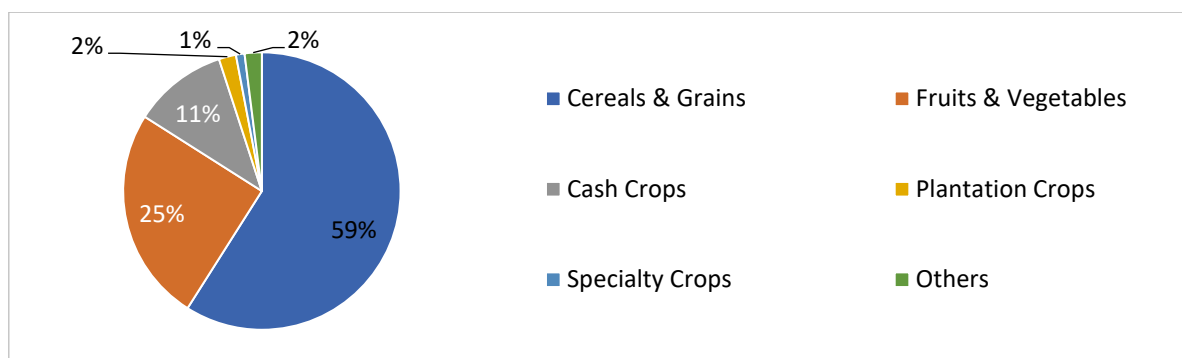 2% 1% 2%
11%
25%
59%
Cereals & Grains Fruits & Vegetables
Cash Crops Plantation Crops
Specialty Crops Others